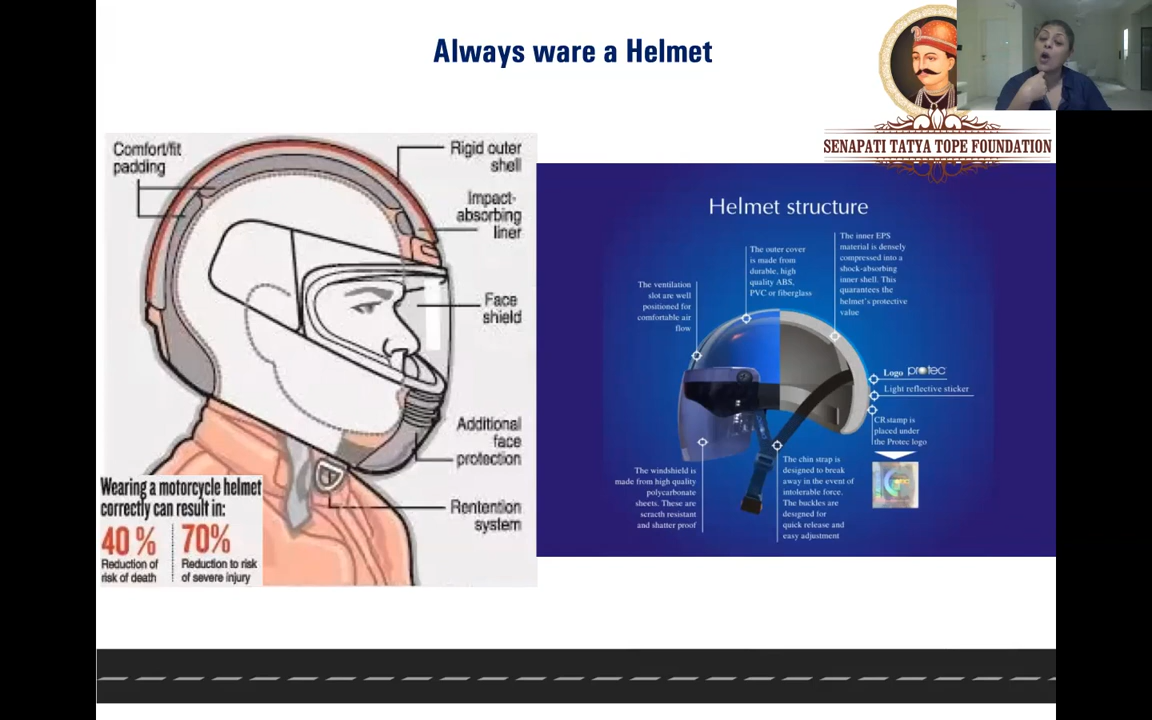 Always ware a Helmet
SENAPATI TATYA TOPE FOUNDATION
Comfort/fit
padding
Rigid outer
shell
Impact-
absorbing
liner
Face
shield
Additional
face
protection
Rentention
system
Wearing a motorcycle helmet
correctly can result in:
40 %
Reduction of
risk of death
70%
Reduction to risk
of severe injury
Helmet structure
The ventilation
slot are well
positioned for
comfortable air
flow
The outer cover
is made from
durable, high
quality ABS,
PVC or fiberglass
The inner EPS
material is densely
compressed into a
shock-absorbing
inner shell. This
quarantees the
helmet's protective
value
Logo protec
Light reflective sticker
CR stamp is
placed under
the Protec logo
The windshield is
made from high quality
polycarbonate
sheets. These are
scracth resistant
and shatter proof
The chin strap is
designed to break
away in the event of
intolerable force.
The buckles are
designed for
quick release and
easy adjustment